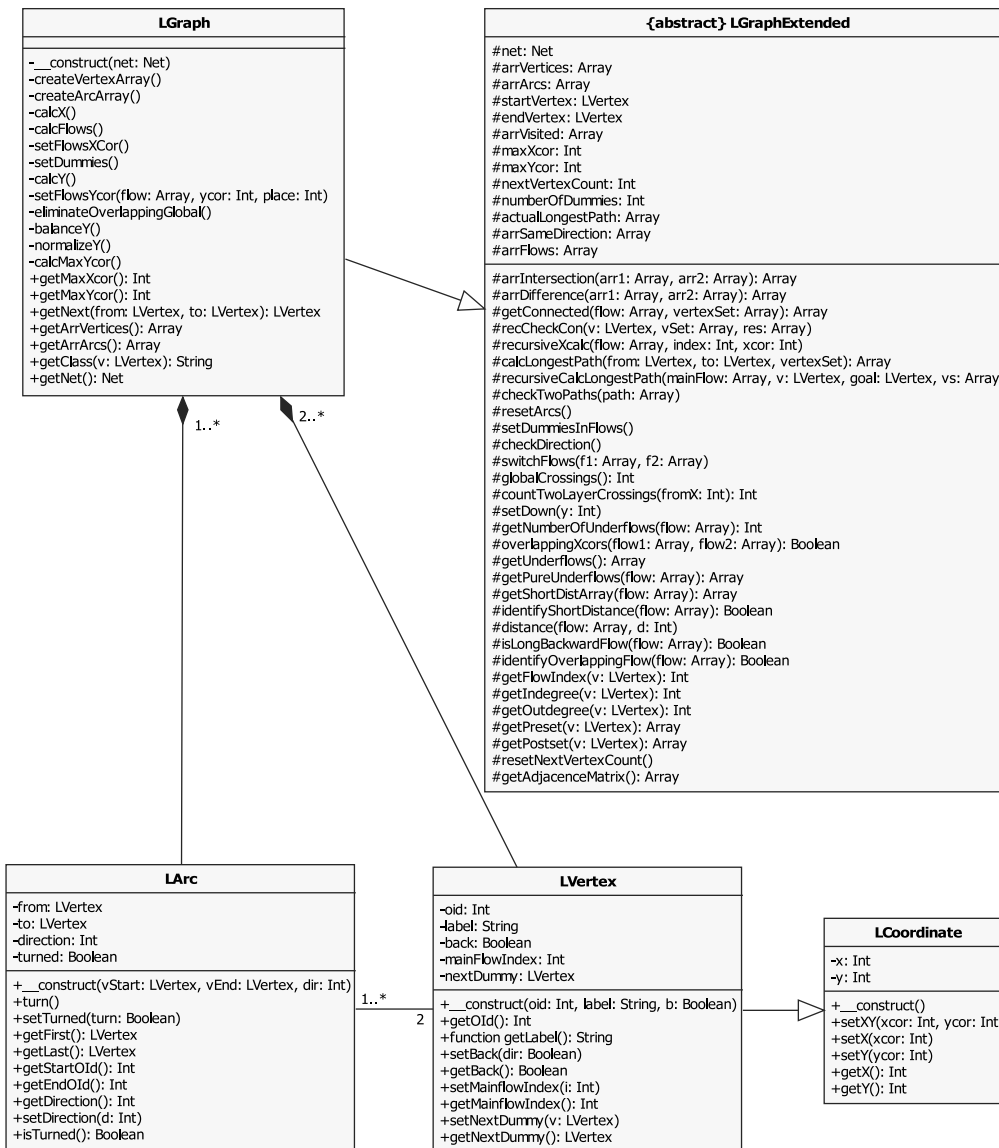 LGraph
-__construct(net: Net)
-createVertexArray()
-createArcArray()
-calcX()
-calcFlows()
-setFlowsXCor()
-setDummies()
-calcY()
-setFlowsYcor(flow: Array, ycor: Int, place: Int)
-eliminateOverlappingGlobal()
-balanceY()
-normalizeY()
-calcMaxYcor()
+getMaxXcor(): Int
+getMaxYcor(): Int
+getNext(from: LVertex, to: LVertex): LVertex
+getArrVertices(): Array
+getArrArcs(): Array
+getClass(v: LVertex): String
+getNet(): Net
{abstract} LGraphExtended
#net: Net
#arrVertices: Array
#arrArcs: Array
#startVertex: LVertex
#endVertex: LVertex
#arrVisited: Array
#maxXcor: Int
#maxYcor: Int
#nextVertexCount: Int
#numberOfDummies: Int
#actualLongestPath: Array
#arrSameDirection: Array
#arrFlows: Array
#arrIntersection(arr1: Array, arr2: Array): Array
#arrDifference(arr1: Array, arr2: Array): Array
#getConnected(flow: Array, vertexSet: Array): Array
#recCheckCon(v: LVertex, vSet: Array, res: Array)
#recursiveXcalc(flow: Array, index: Int, xcor: Int)
#calcLongestPath(from: LVertex, to: LVertex, vertexSet): Array
#recursiveCalcLongestPath(mainFlow: Array, v: LVertex, goal: LVertex, vs: Array)
#checkTwoPaths(path: Array)
#resetArcs()
#setDummiesInFlows()
#checkDirection()
#switchFlows(f1: Array, f2: Array)
#globalCrossings(): Int
#countTwoLayerCrossings(fromX: Int): Int
#setDown(y: Int)
#getNumberOfUnderflows(flow: Array): Int
#overlappingXcors(flow1: Array, flow2: Array): Boolean
#getUnderflows(): Array
#getPureUnderflows(flow: Array): Array
#getShortDistArray(flow: Array): Array
#identifyShortDistance(flow: Array): Boolean
#distance(flow: Array, d: Int)
#isLongBackwardFlow(flow: Array): Boolean
#identifyOverlappingFlow(flow: Array): Boolean
#getFlowIndex(v: LVertex): Int
#getIndegree(v: LVertex): Int
#getOutdegree(v: LVertex): Int
#getPreset(v: LVertex): Array
#getPostset(v: LVertex): Array
#resetNextVertexCount()
#getAdjacenceMatrix(): Array
1..*
2..*
LArc
-from: LVertex
-to: LVertex
-direction: Int
-turned: Boolean
+__construct(vStart: LVertex, vEnd: LVertex, dir: Int)
+turn()
+setTurned(turn: Boolean)
+getFirst(): LVertex
+getLast(): LVertex
+getStartOId(): Int
+getEndOId(): Int
+getDirection(): Int
+setDirection(d: Int)
+isTurned(): Boolean
1..*
2
LVertex
-oid: Int
-label: String
-back: Boolean
-mainFlowIndex: Int
-nextDummy: LVertex
+__construct(oid: Int, label: String, b: Boolean)
+getOId(): Int
+function getLabel(): String
+setBack(dir: Boolean)
+getBack(): Boolean
+setMainflowIndex(i: Int)
+getMainflowIndex(): Int
+setNextDummy(v: LVertex)
+getNextDummy(): LVertex
LCoordinate
-x: Int
-y: Int
+__construct()
+setXY(xcor: Int, ycor: Int
+setX(xcor: Int)
+setY(ycor: Int)
+getX(): Int
+getY(): Int